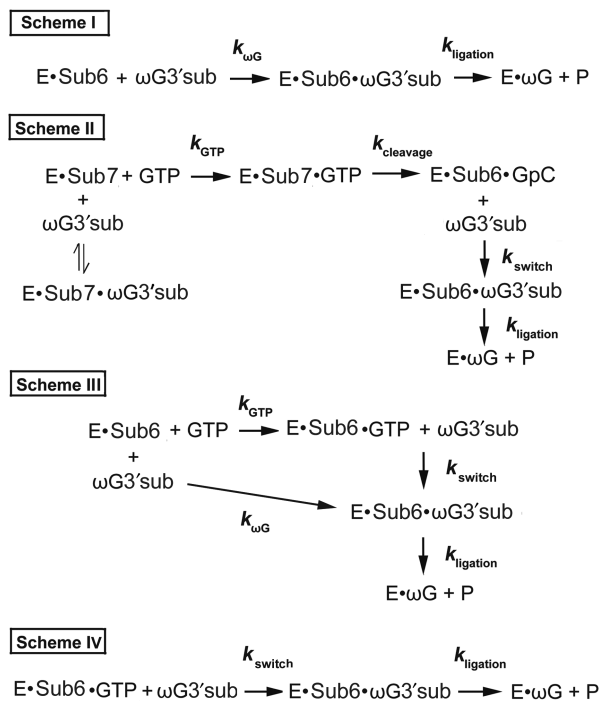 Scheme I
kωG kligation
E•Sub6 + ωG3′sub E•Sub6•ωG3′sub E•ωG + P
Scheme II
kGTP kcleavage
E•Sub7 + GTP E•Sub7•GTP E•Sub6•GpC
+ +
ωG3′sub ωG3′sub
kswitch
E•Sub7•ωG3′sub E•Sub6•ωG3′sub
kligation
E•ωG + P
Scheme III
kGTP
E•Sub6 + GTP E•Sub6•GTP + ωG3′sub
+
kswitch
ωG3′sub
E•Sub6•ωG3′sub
kωG
kligation
E•ωG + P
Scheme IV
kswitch kligation
E•Sub6•GTP + ωG3′sub E•Sub6•ωG3′sub E•ωG + P